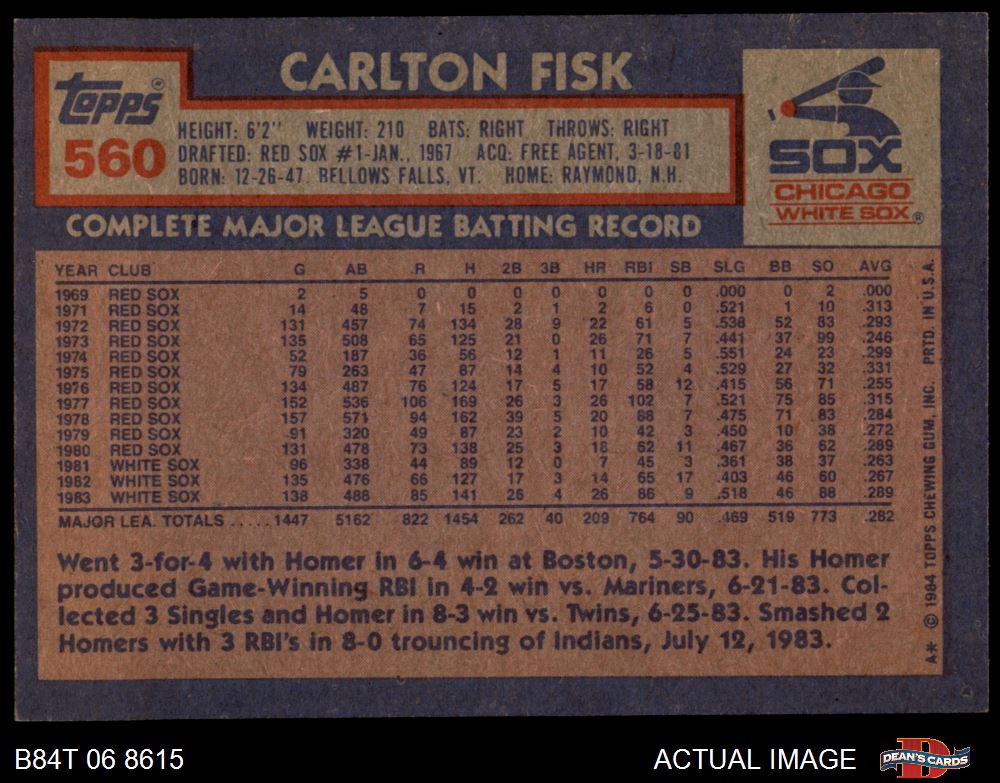 CARLTON FISK
Topps®
560
HEIGHT: 6'2" WEIGHT: 210 BATS: RIGHT THROWS: RIGHT
DRAFTED: RED SOX #1-JAN., 1967 ACQ: FREE AGENT, 3-18-81
BORN: 12-26-47, BELLOWS FALLS, VT. HOME: RAYMOND, N.H.
SOX
CHICAGO
WHITE SOX®
COMPLETE MAJOR LEAGUE BATTING RECORD
YEAR CLUB G AB R H 2B 3B HR RBI SB SLG BB SO AVG
1969 RED SOX 2 5 0 0 0 0 0 0 0 .000 0 2 .000
1971 RED SOX 14 48 7 15 2 1 2 6 0 .521 1 10 .313
1972 RED SOX 131 457 74 134 28 9 22 61 5 .538 52 83 .293
1973 RED SOX 135 508 65 125 21 0 26 71 7 .441 37 99 .246
1974 RED SOX 52 187 36 56 12 1 11 26 5 .551 24 23 .299
1975 RED SOX 79 263 47 87 14 4 10 52 4 .529 27 32 .331
1976 RED SOX 134 487 76 124 17 5 17 58 12 .415 56 71 .255
1977 RED SOX 152 536 106 169 26 3 26 102 7 .521 75 85 .315
1978 RED SOX 157 571 94 162 39 5 20 88 7 .475 71 83 .284
1979 RED SOX 91 320 49 87 23 2 10 42 3 .450 10 38 .272
1980 RED SOX 131 478 73 138 25 3 18 62 11 .467 36 62 .289
1981 WHITE SOX 96 338 44 89 12 0 7 45 3 .361 38 37 .263
1982 WHITE SOX 135 476 66 127 17 3 14 65 17 .403 46 60 .267
1983 WHITE SOX 138 488 85 141 26 4 26 86 9 .518 46 88 .289
MAJOR LEA. TOTALS ..... 1447 5162 822 1454 262 40 209 764 90 .469 519 773 .282
Went 3-for-4 with Homer in 6-4 win at Boston, 5-30-83. His Homer
produced Game-Winning RBI in 4-2 win vs. Mariners, 6-21-83. Col-
lected 3 Singles and Homer in 8-3 win vs. Twins, 6-25-83. Smashed 2
Homers with 3 RBI's in 8-0 trouncing of Indians, July 12, 1983.
A* © 1984 TOPPS CHEWING GUM, INC. PRTD. IN U.S.A.
B84T 06 8615
ACTUAL IMAGE
DEAN'S CARDS